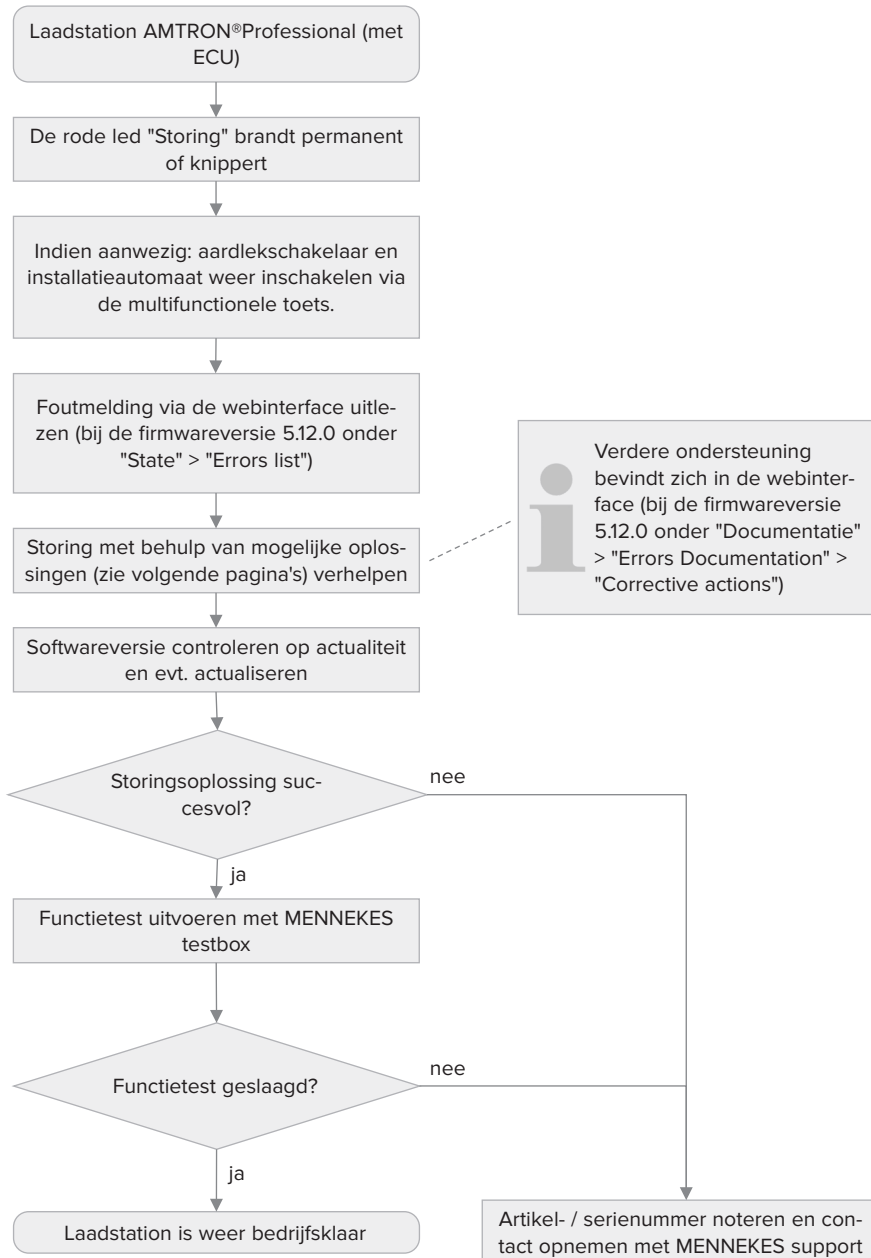 Laadstation AMTRON®Professional (met
ECU)
De rode led "Storing" brandt permanent
of knippert
Indien aanwezig: aardlekschakelaar en
installatieautomaat weer inschakelen via
de multifunctionele toets.
Foutmelding via de webinterface uitle-
zen (bij de firmwareversie 5.12.0 onder
"State" > "Errors list")
Verdere ondersteuning
bevindt zich in de webinter-
face (bij de firmwareversie
5.12.0 onder "Documentatie"
> "Errors Documentation" >
"Corrective actions")
Storing met behulp van mogelijke oplos-
singen (zie volgende pagina's) verhelpen
Softwareversie controleren op actualiteit
en evt. actualiseren
Storingsoplossing suc-
cesvol?
nee
ja
Functietest uitvoeren met MENNEKES
testbox
Functietest geslaagd?
nee
ja
Laadstation is weer bedrijfsklaar
Artikel- / serienummer noteren en con-
tact opnemen met MENNEKES support